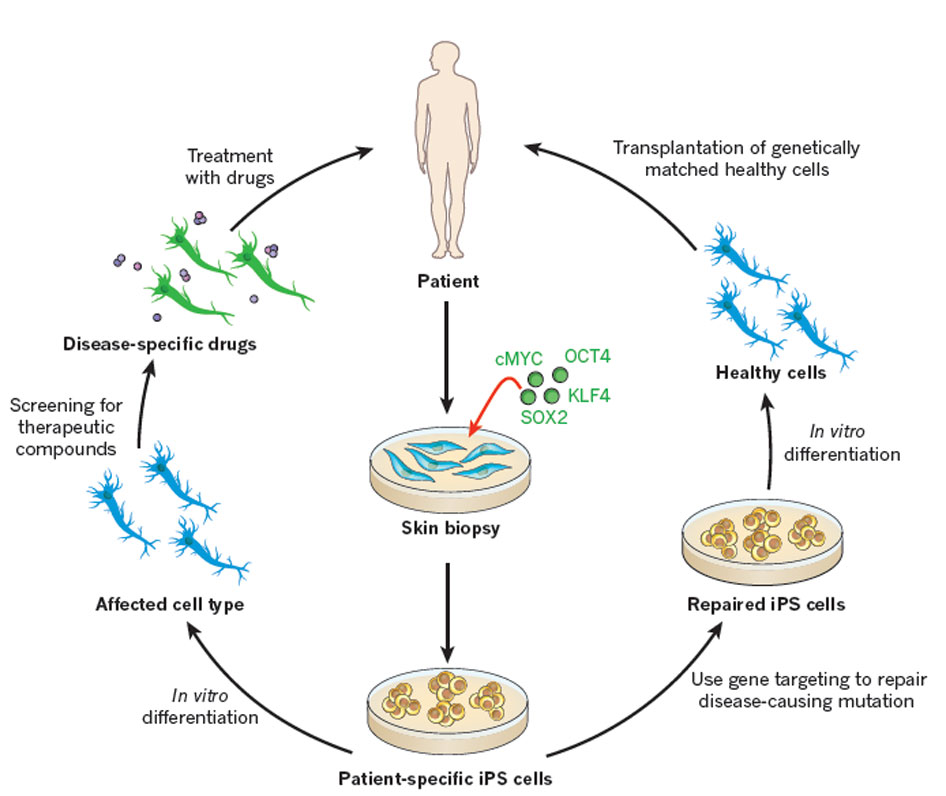 Patient
cMYC
OCT4
KLF4
SOX2
Skin biopsy
Patient-specific iPS cells
In vitro
differentiation
Affected cell type
Screening for
therapeutic
compounds
Disease-specific drugs
Treatment
with drugs
Use gene targeting to repair
disease-causing mutation
Repaired iPS cells
In vitro
differentiation
Healthy cells
Transplantation of genetically
matched healthy cells